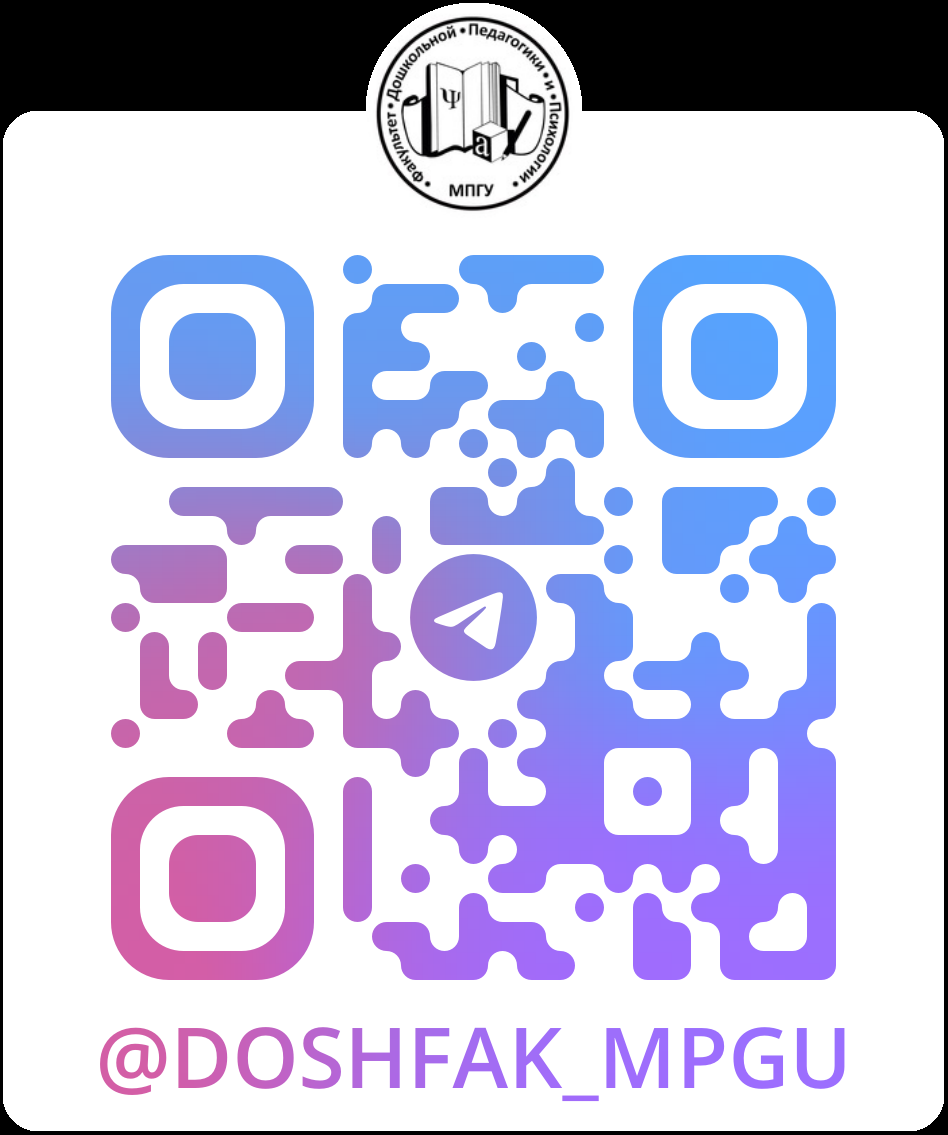 Факультет • Дошкольной • Педагогики • и • Психологии •
Ψ
a
МПГУ
@DOSHFAK_MPGU